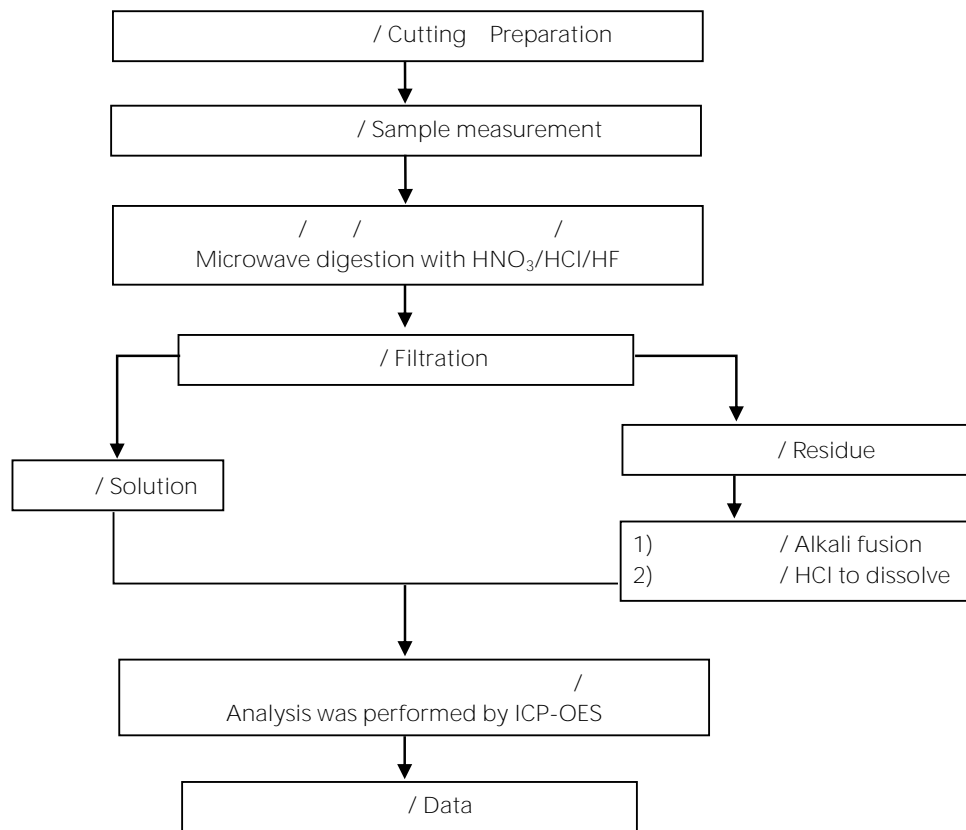 / Cutting Preparation
/ Sample measurement
/ / /
Microwave digestion with HNO₃/HCl/HF
/ Filtration
/ Residue
/ Solution
1) / Alkali fusion
2) / HCl to dissolve
/
Analysis was performed by ICP-OES
/ Data